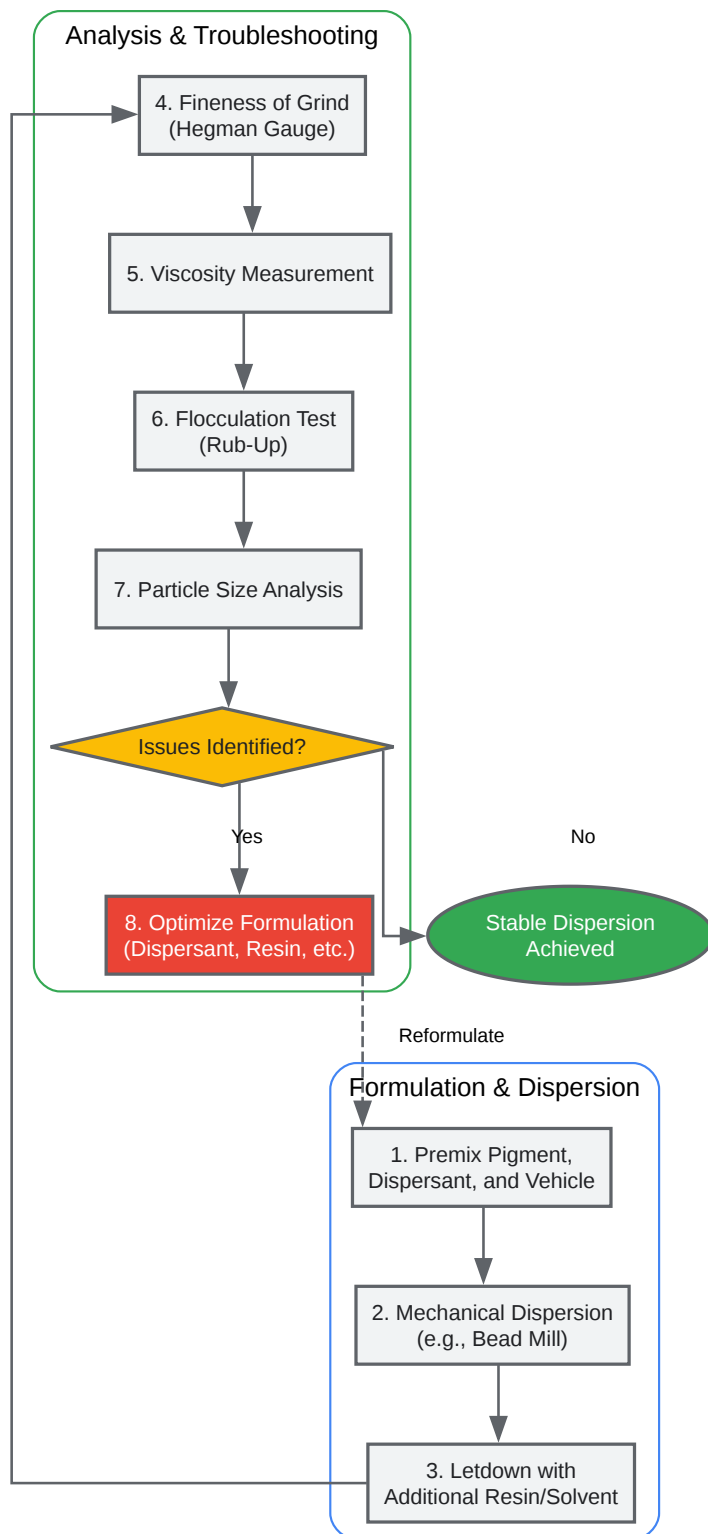 Analysis & Troubleshooting
4. Fineness of Grind
(Hegman Gauge)
5. Viscosity Measurement
6. Flocculation Test
(Rub-Up)
7. Particle Size Analysis
Issues Identified?
Yes
No
8. Optimize Formulation
(Dispersant, Resin, etc.)
Stable Dispersion
Achieved
Reformulate
Formulation & Dispersion
1. Premix Pigment,
Dispersant, and Vehicle
2. Mechanical Dispersion
(e.g., Bead Mill)
3. Letdown with
Additional Resin/Solvent